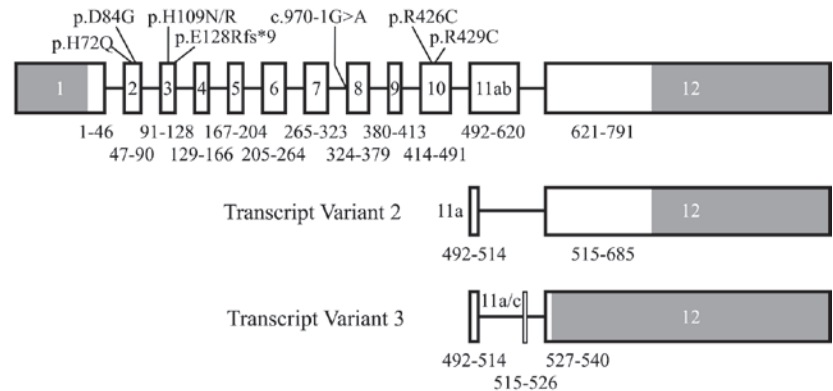 p.D84G p.H109N/R c.970-1G>A p.R426C
p.H72Q p.E128Rfs*9 p.R429C
1 2 3 4 5 6 7 8 9 10 11ab 12
1-46 91-128 167-204 265-323 380-413 492-620 621-791
47-90 129-166 205-264 324-379 414-491
Transcript Variant 2 11a 12
492-514 515-685
11a/c
Transcript Variant 3 12
492-514 527-540
515-526